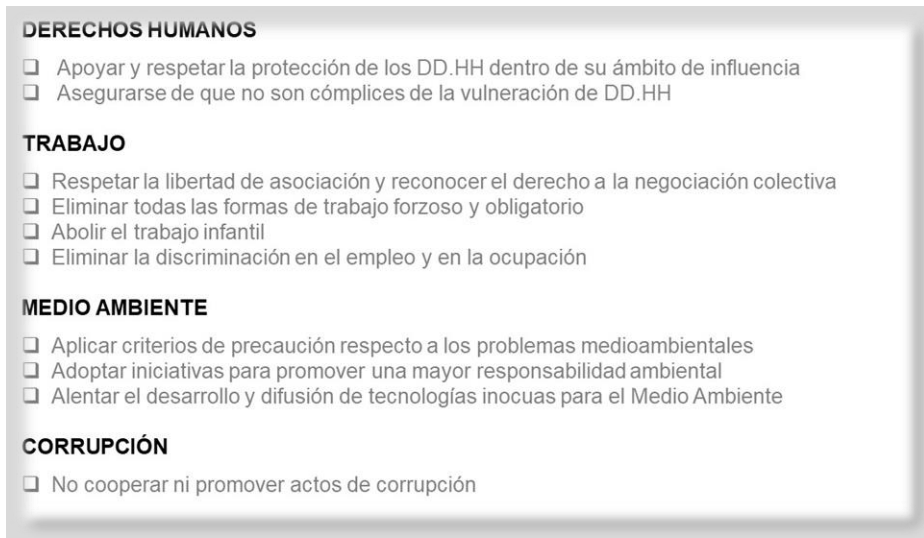 DERECHOS HUMANOS
❑ Apoyar y respetar la protección de los DD.HH dentro de su ámbito de influencia
❑ Asegurarse de que no son cómplices de la vulneración de DD.HH
TRABAJO
❑ Respetar la libertad de asociación y reconocer el derecho a la negociación colectiva
❑ Eliminar todas las formas de trabajo forzoso y obligatorio
❑ Abolir el trabajo infantil
❑ Eliminar la discriminación en el empleo y en la ocupación
MEDIO AMBIENTE
❑ Aplicar criterios de precaución respecto a los problemas medioambientales
❑ Adoptar iniciativas para promover una mayor responsabilidad ambiental
❑ Alentar el desarrollo y difusión de tecnologías inocuas para el Medio Ambiente
CORRUPCIÓN
❑ No cooperar ni promover actos de corrupción